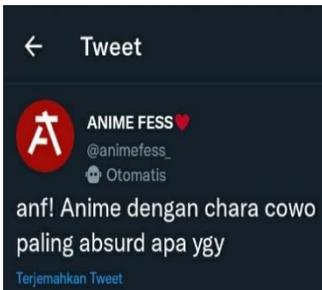 Tweet
ANIME FESS❤
@animefess_
Otomatis
anf! Anime dengan chara cowo
paling absurd apa ygy
Terjemahkan Tweet